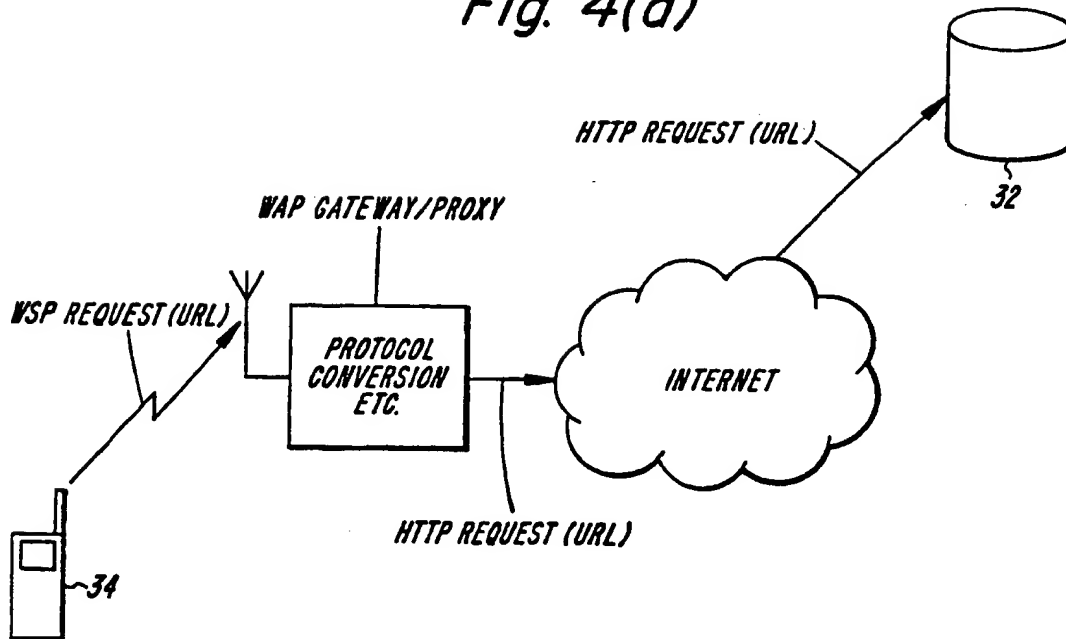 Fig. 4(a)
HTTP REQUEST (URL)
32
WAP GATEWAY/PROXY
WSP REQUEST (URL)
PROTOCOL
CONVERSION
ETC.
INTERNET
HTTP REQUEST (URL)
34